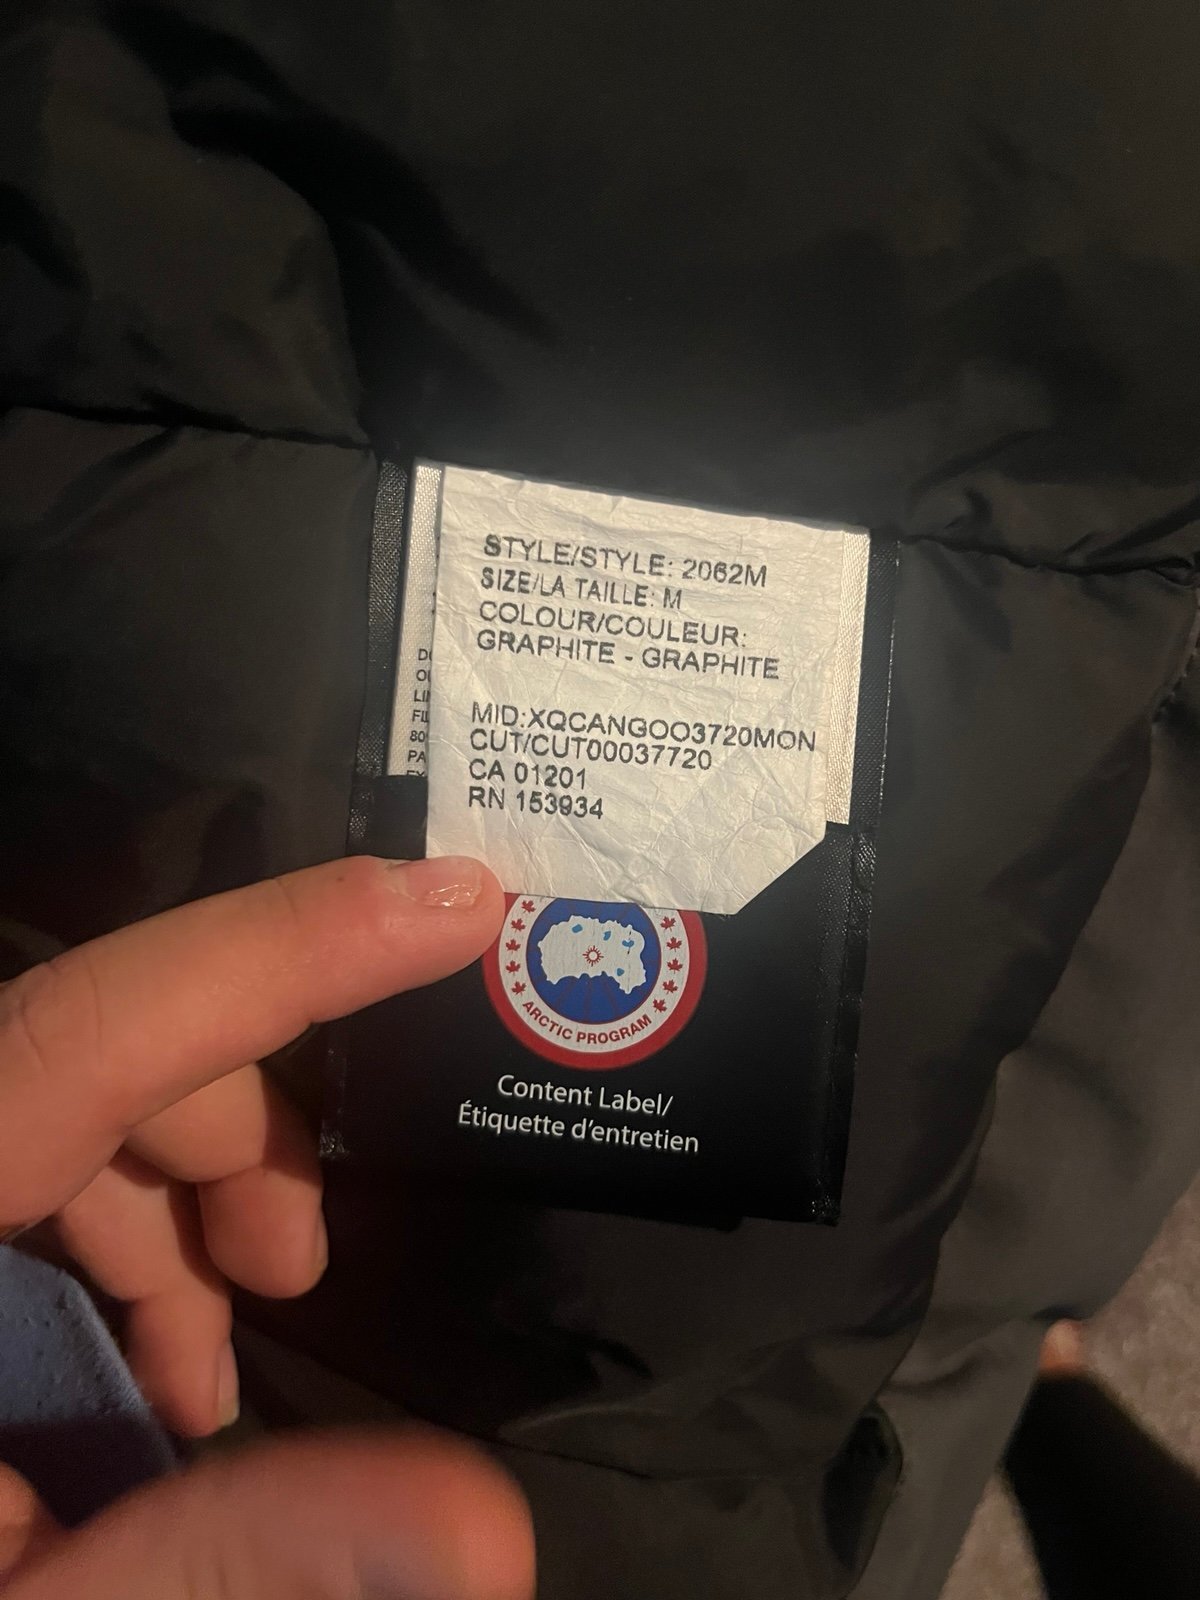 STYLE/STYLE: 2062M
SIZE/LA TAILLE: M
COLOUR/COULEUR:
GRAPHITE - GRAPHITE
MID:XQCANGOO3720MON
CUT/CUT00037720
CA 01201
RN 153934
ARCTIC PROGRAM
Content Label/
Étiquette d'entretien